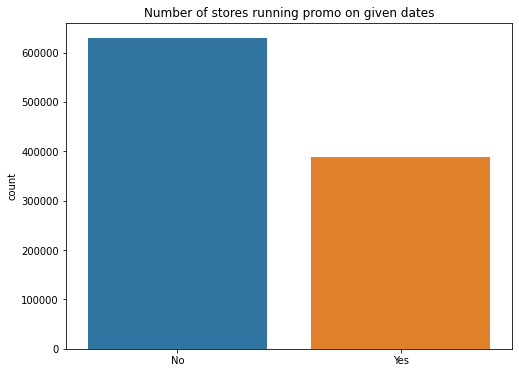 Number of stores running promo on given dates
600000
500000
400000
300000
200000
100000
0
count
No Yes